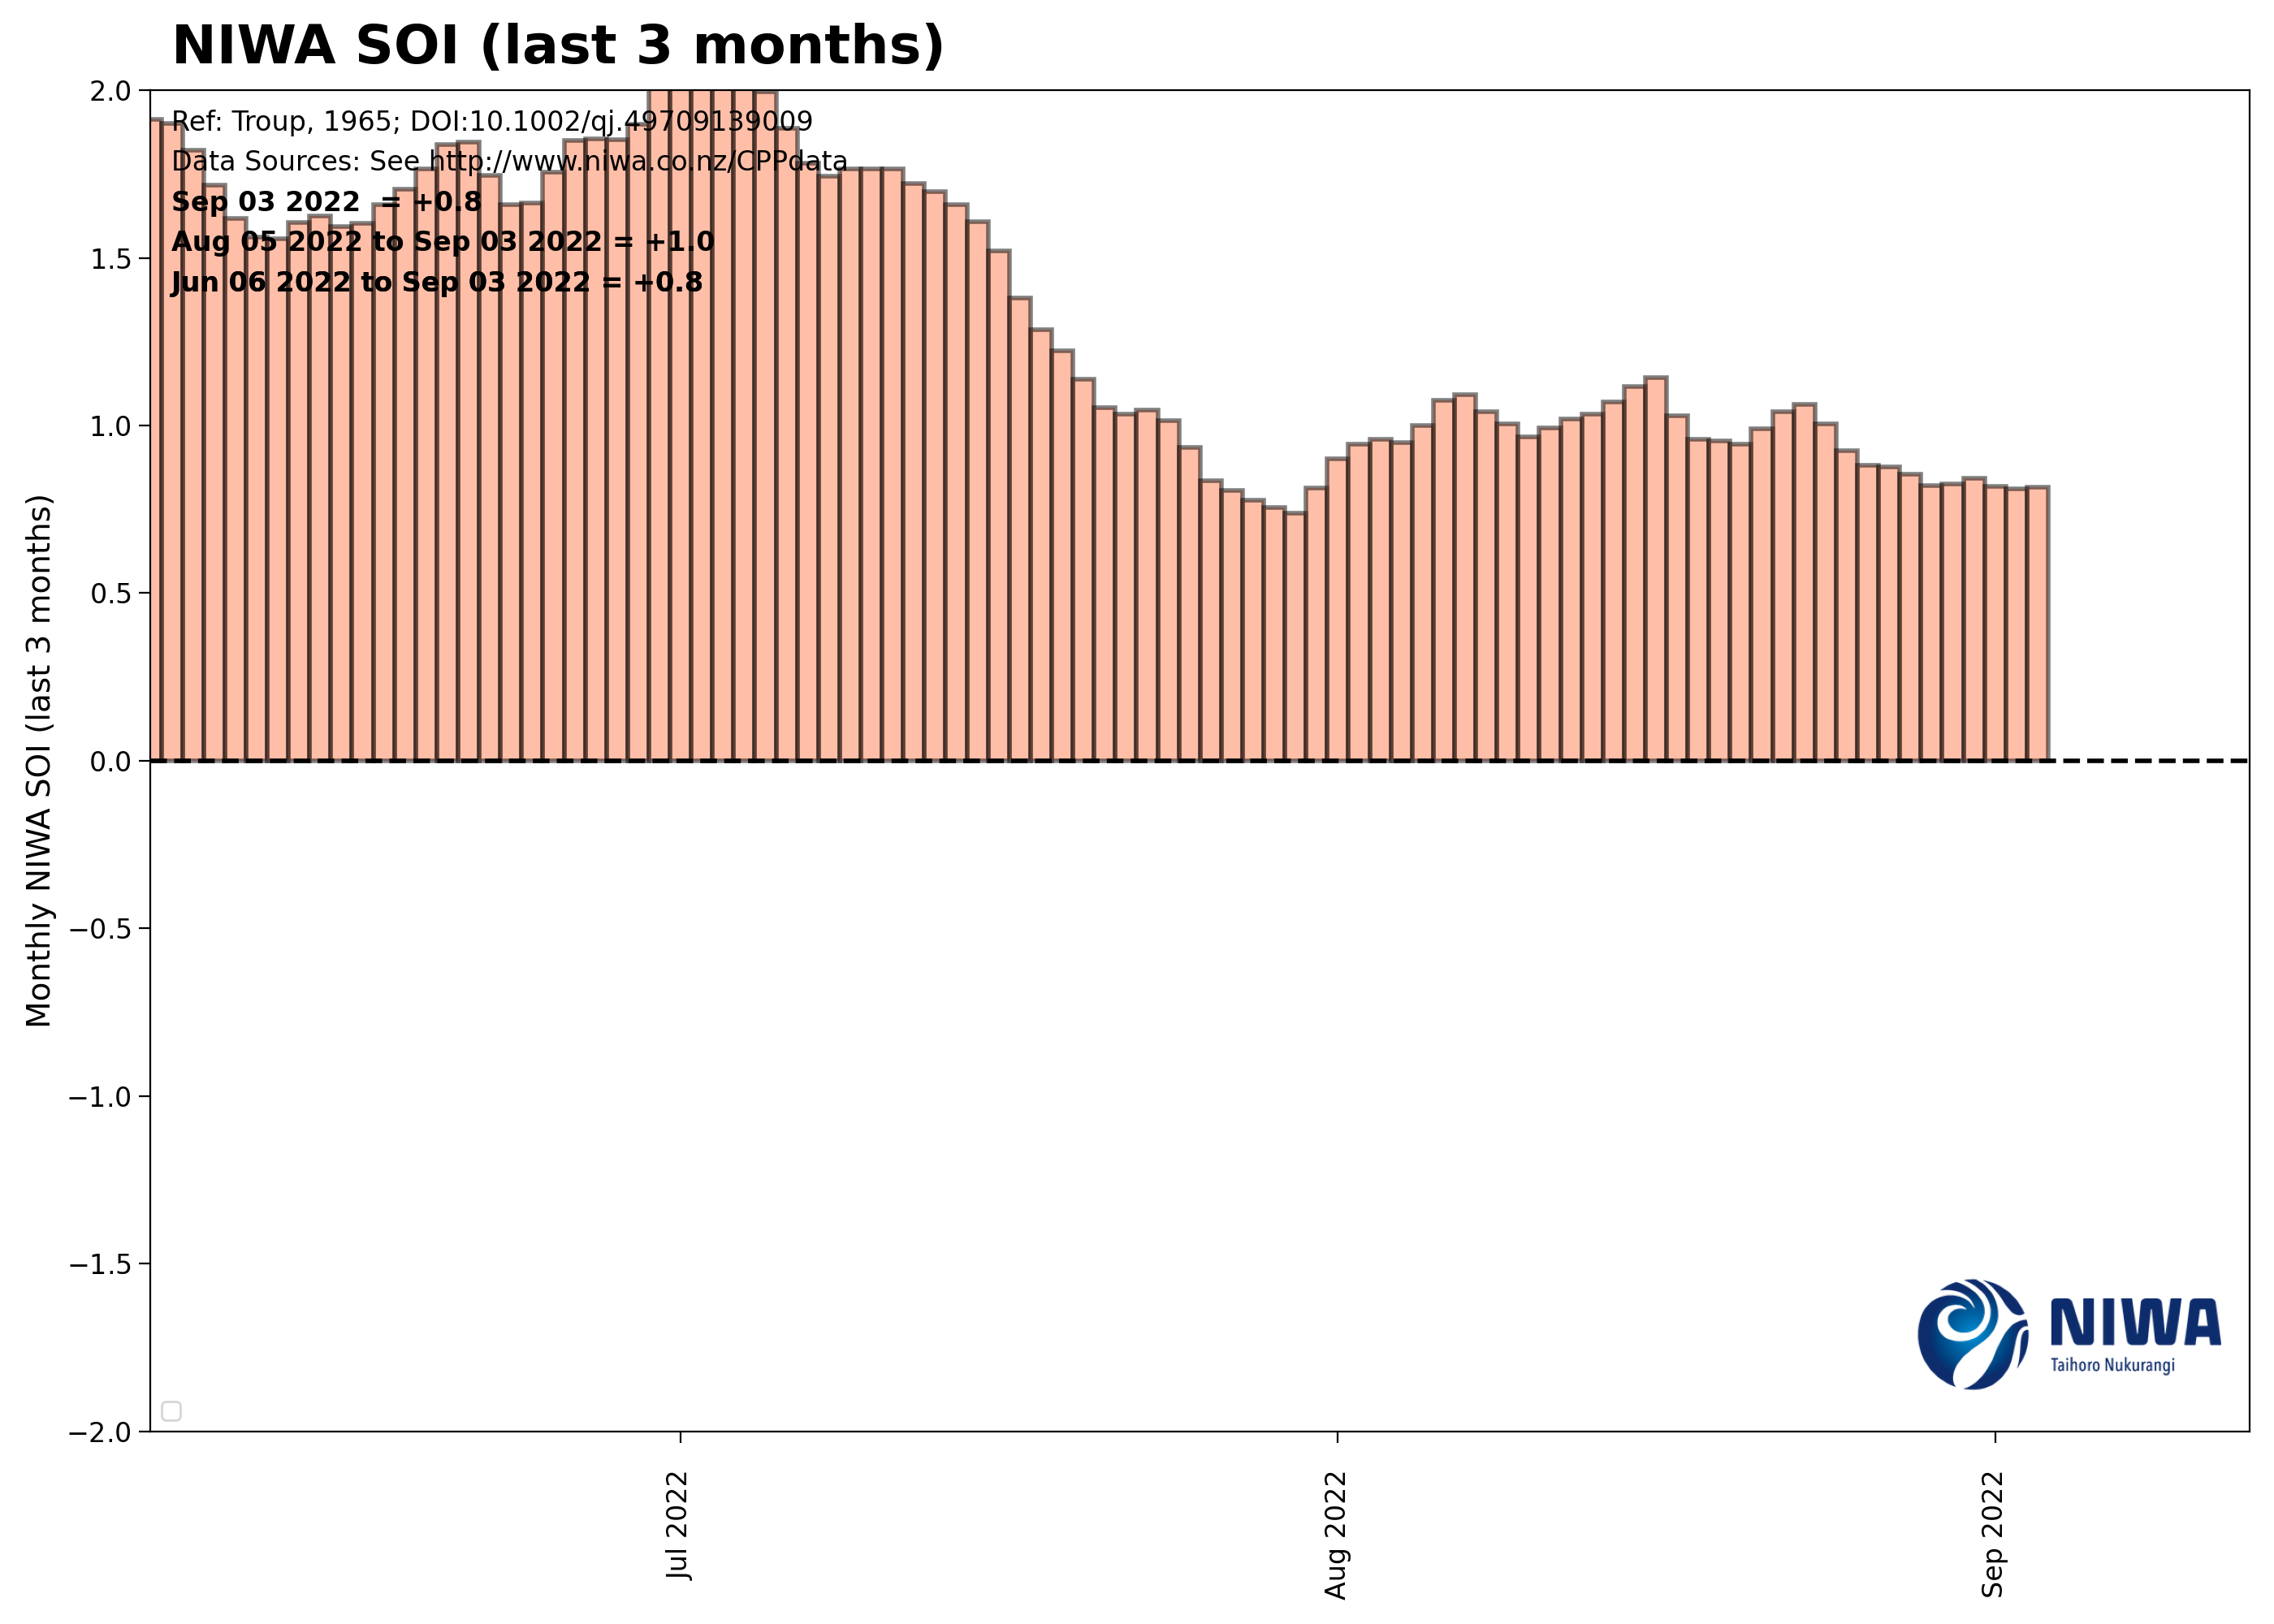 NIWA SOI (last 3 months)
Ref: Troup, 1965; DOI:10.1002/qj.49709139009
Data Sources: See http://www.niwa.co.nz/CPPdata
Sep 03 2022  = +0.8
Aug 05 2022 to Sep 03 2022 = +1.0
Jun 06 2022 to Sep 03 2022 = +0.8
Monthly NIWA SOI (last 3 months)
2.0
1.5
1.0
0.5
0.0
−0.5
−1.0
−1.5
−2.0
NIWA
Taihoro Nukurangi
Jul 2022
Aug 2022
Sep 2022